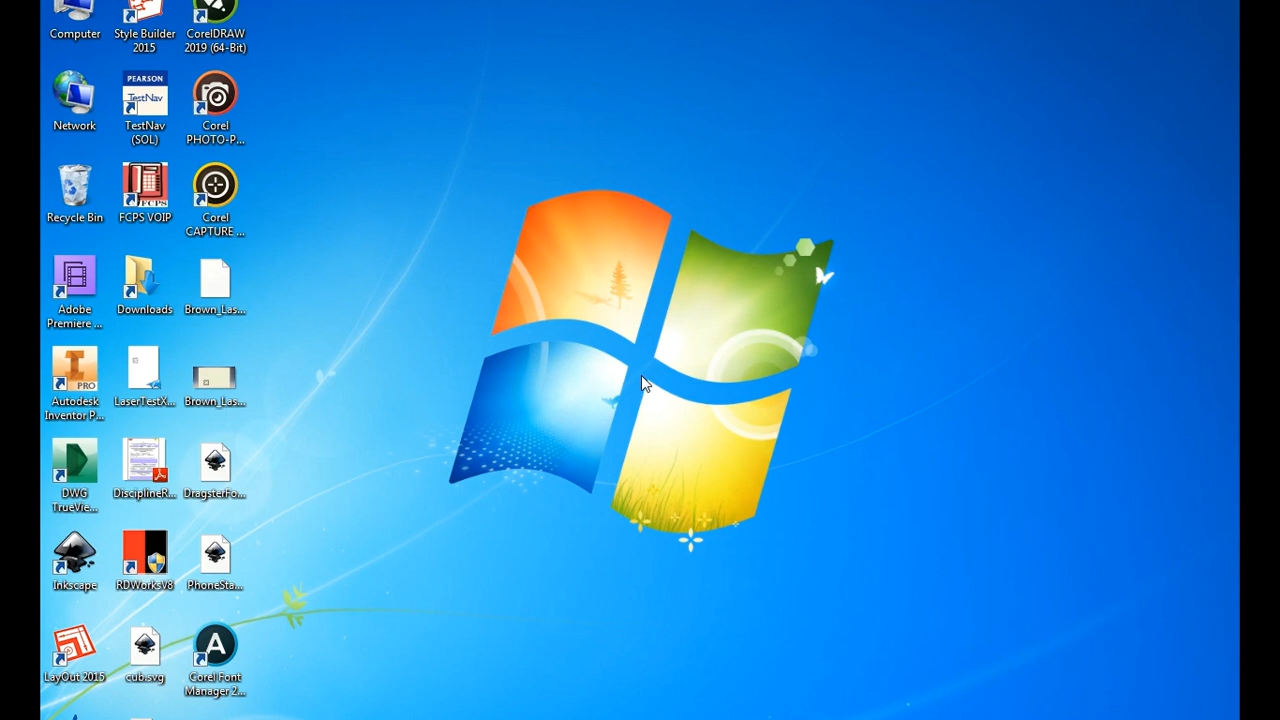 Computer
Style Builder
2015
CorelDRAW
2019 (64-Bit)
Network
PEARSON
TestNav
TestNav
(SOL)
Corel
PHOTO-P...
Recycle Bin
FCPS
FCPS VOIP
Corel
CAPTURE ...
Adobe
Premiere ...
Downloads
Brown_Las...
PRO
Autodesk
Inventor P...
LaserTestX...
Brown_Las...
DWG
TrueVie...
DisciplineR...
DragsterFo...
Inkscape
RDWorksV8
PhoneSta...
LayOut 2015
cub.svg
A
Corel Font
Manager 2...